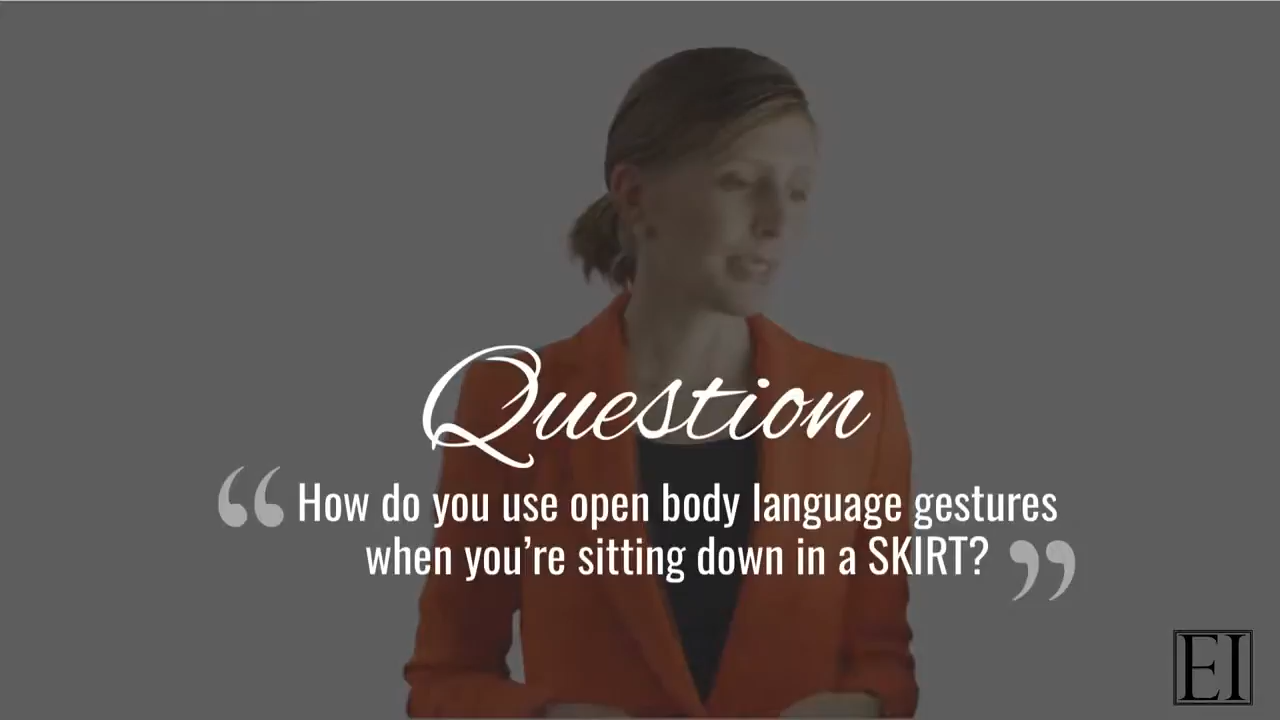 Question
“How do you use open body language gestures
when you’re sitting down in a SKIRT?”
EI